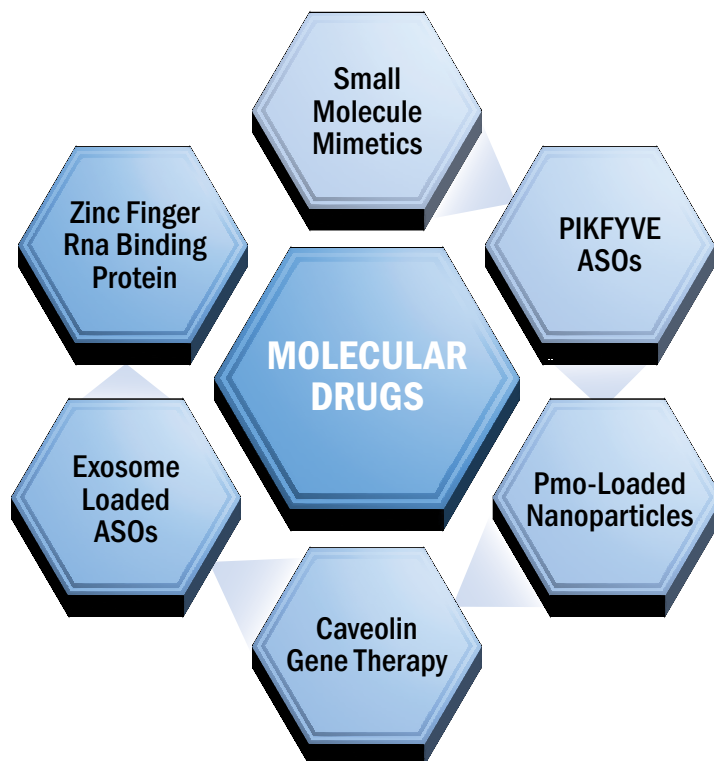 Small
Molecule
Mimetics
PIKFYVE
ASOs
Pmo-Loaded
Nanoparticles
Caveolin
Gene Therapy
Exosome
Loaded
ASOs
Zinc Finger
Rna Binding
Protein
MOLECULAR
DRUGS